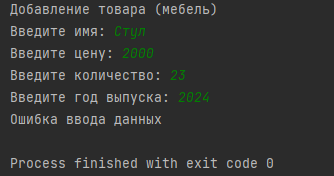 Добавление товара (мебель)
Введите имя: Стул
Введите цену: 2000
Введите количество: 23
Введите год выпуска: 2024
Ошибка ввода данных
Process finished with exit code 0